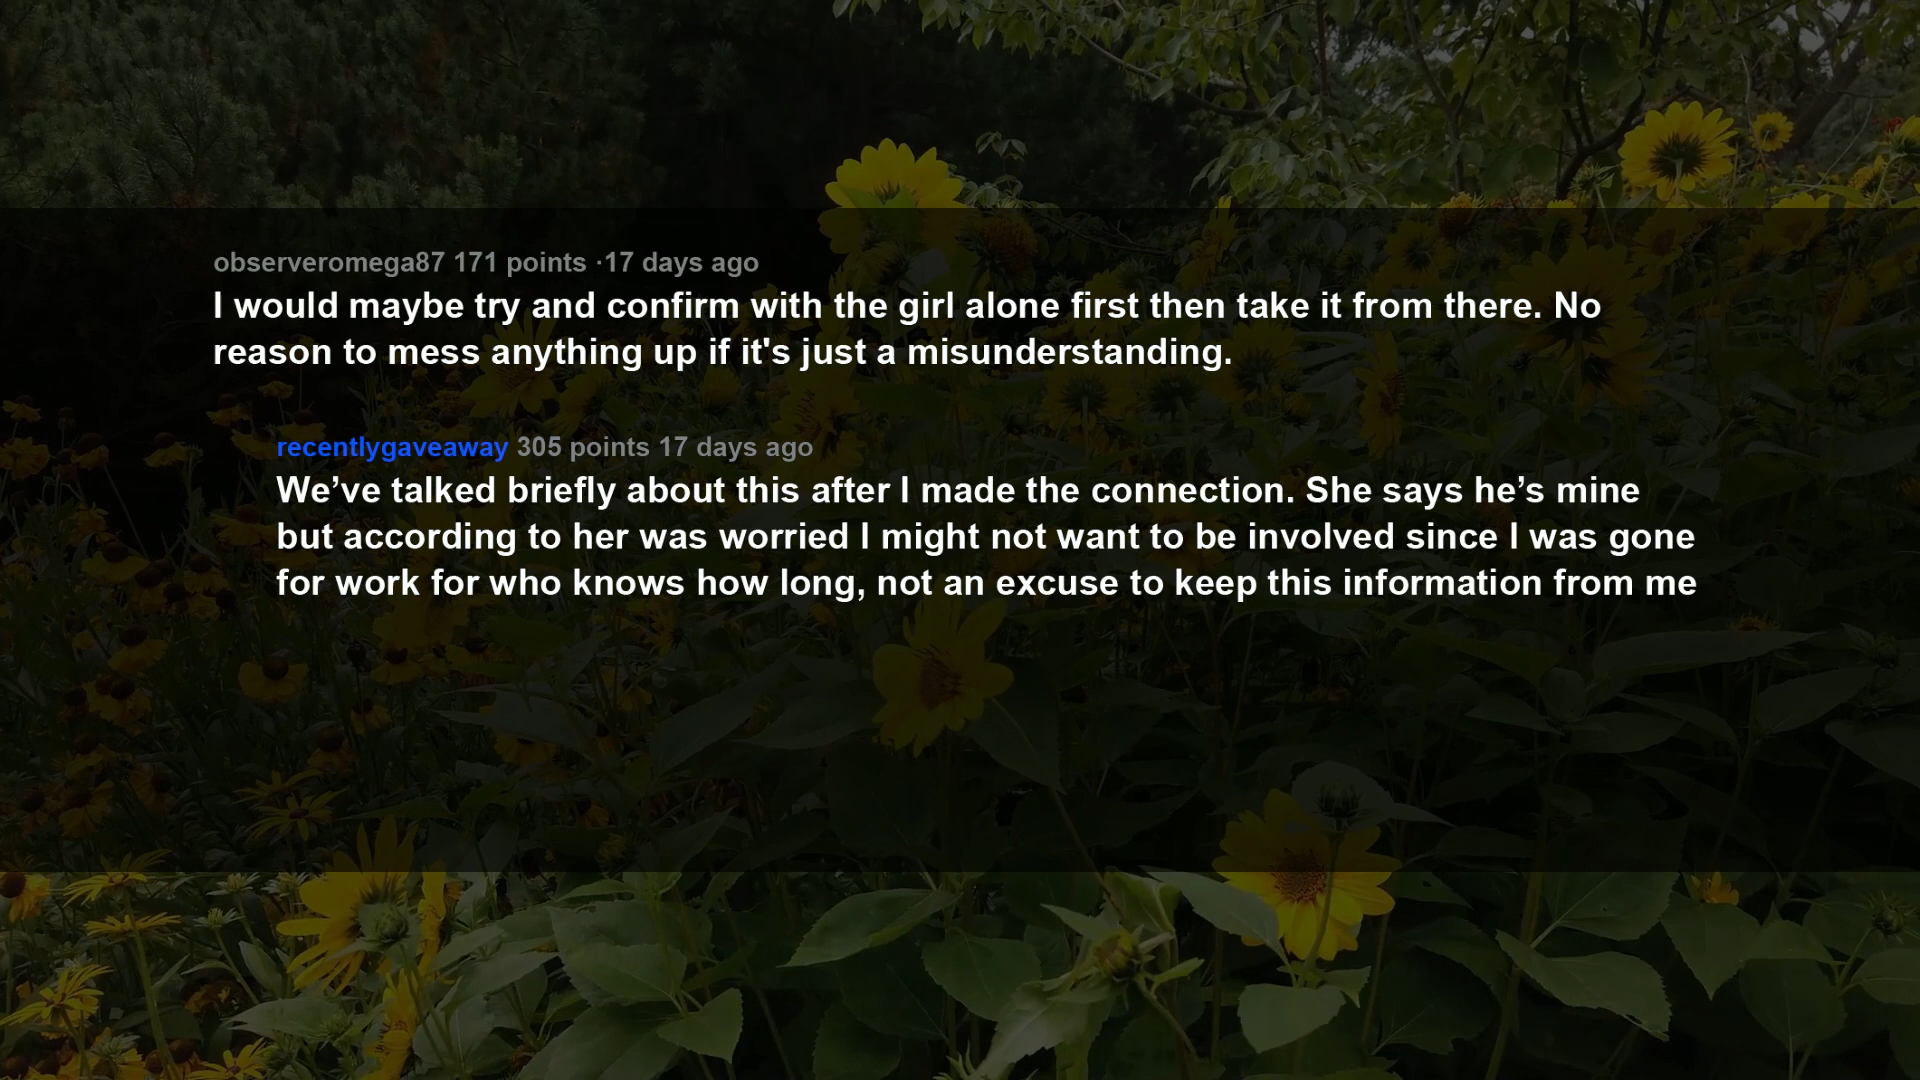 observeromega87 171 points ·17 days ago
I would maybe try and confirm with the girl alone first then take it from there. No
reason to mess anything up if it's just a misunderstanding.
recentlygaveaway 305 points 17 days ago
We’ve talked briefly about this after I made the connection. She says he’s mine
but according to her was worried I might not want to be involved since I was gone
for work for who knows how long, not an excuse to keep this information from me